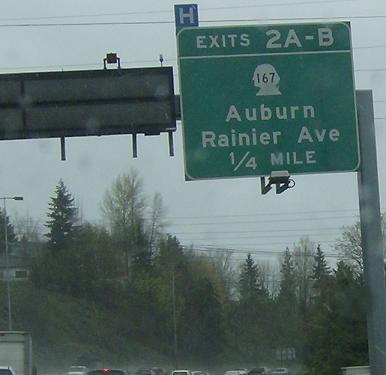 H
EXITS 2A-B
167
Auburn
Rainier Ave
1/4 MILE